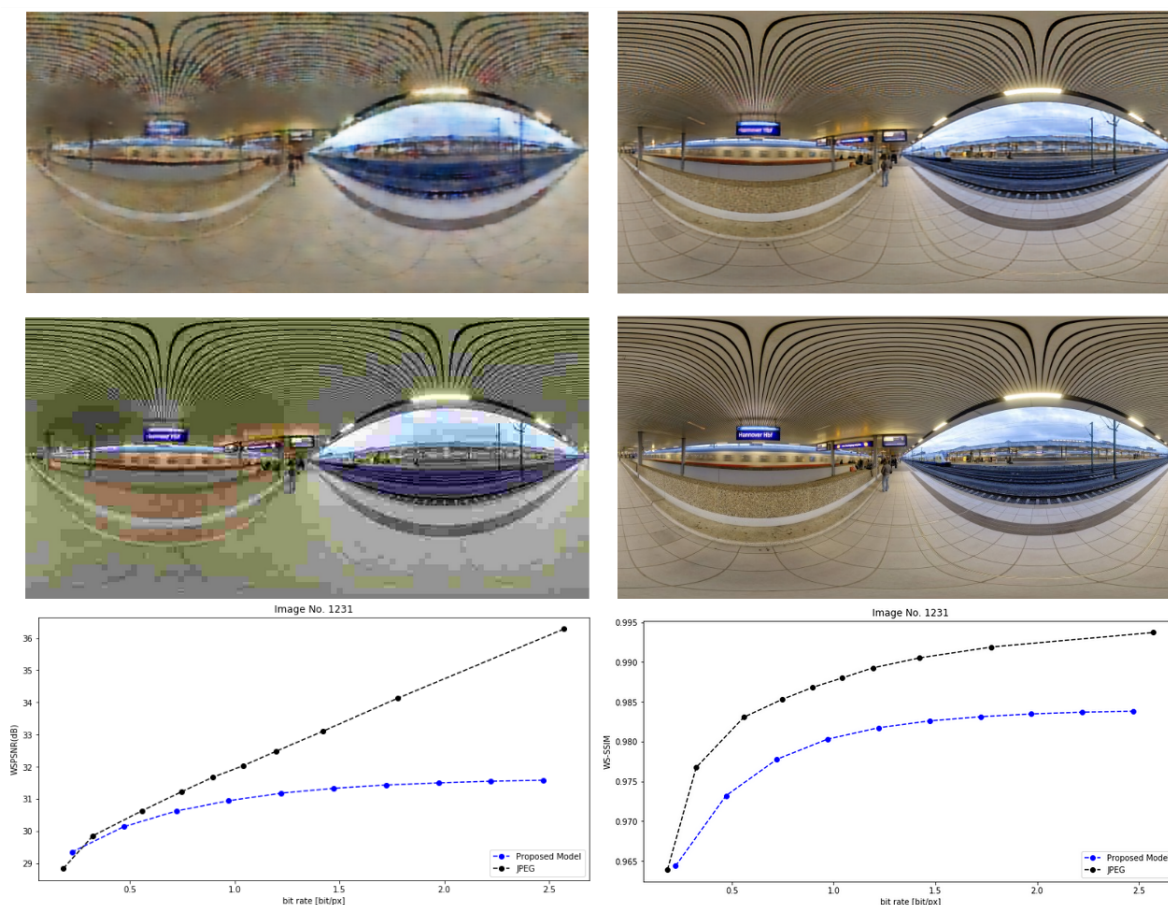 Hannover Hbf
Hannover Hbf
Hannover Hbf
Image No. 1231
Image No. 1231
WSPSNR(dB)
36
35
34
33
32
31
30
29
0.5
1.0
1.5
2.0
2.5
bit rate [bit/px]
Proposed Model
JPEG
WS-SSIM
0.995
0.990
0.985
0.980
0.975
0.970
0.965
0.5
1.0
1.5
2.0
2.5
bit rate [bit/px]
Proposed Model
JPEG